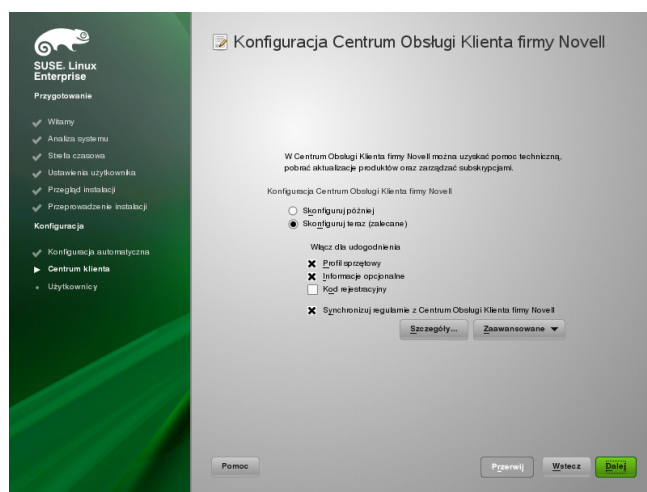 SUSE. Linux
Enterprise
Przygotowanie
Witamy
Analiza systemu
Strefa czasowa
Ustawienia użytkownika
Przegląd instalacji
Przeprowadzenie instalacji
Konfiguracja
Konfiguracja automatyczna
Centrum klienta
Użytkownicy
Konfiguracja Centrum Obsługi Klienta firmy Novell
W Centrum Obsługi Klienta firmy Novell można uzyskać pomoc techniczną,
pobrać aktualizacje produktów oraz zarządzać subskrypcjami.
Konfiguracja Centrum Obsługi Klienta firmy Novell
Skonfiguruj później
Skonfiguruj teraz (zalecane)
Włącz dla udogodnienia
Profil sprzętowy
Informacje opcjonalne
Kod rejestracyjny
Synchronizuj regularnie z Centrum Obsługi Klienta firmy Novell
Szczegóły...
Zaawansowane
Pomoc
Przerwij
Wstecz
Dalej